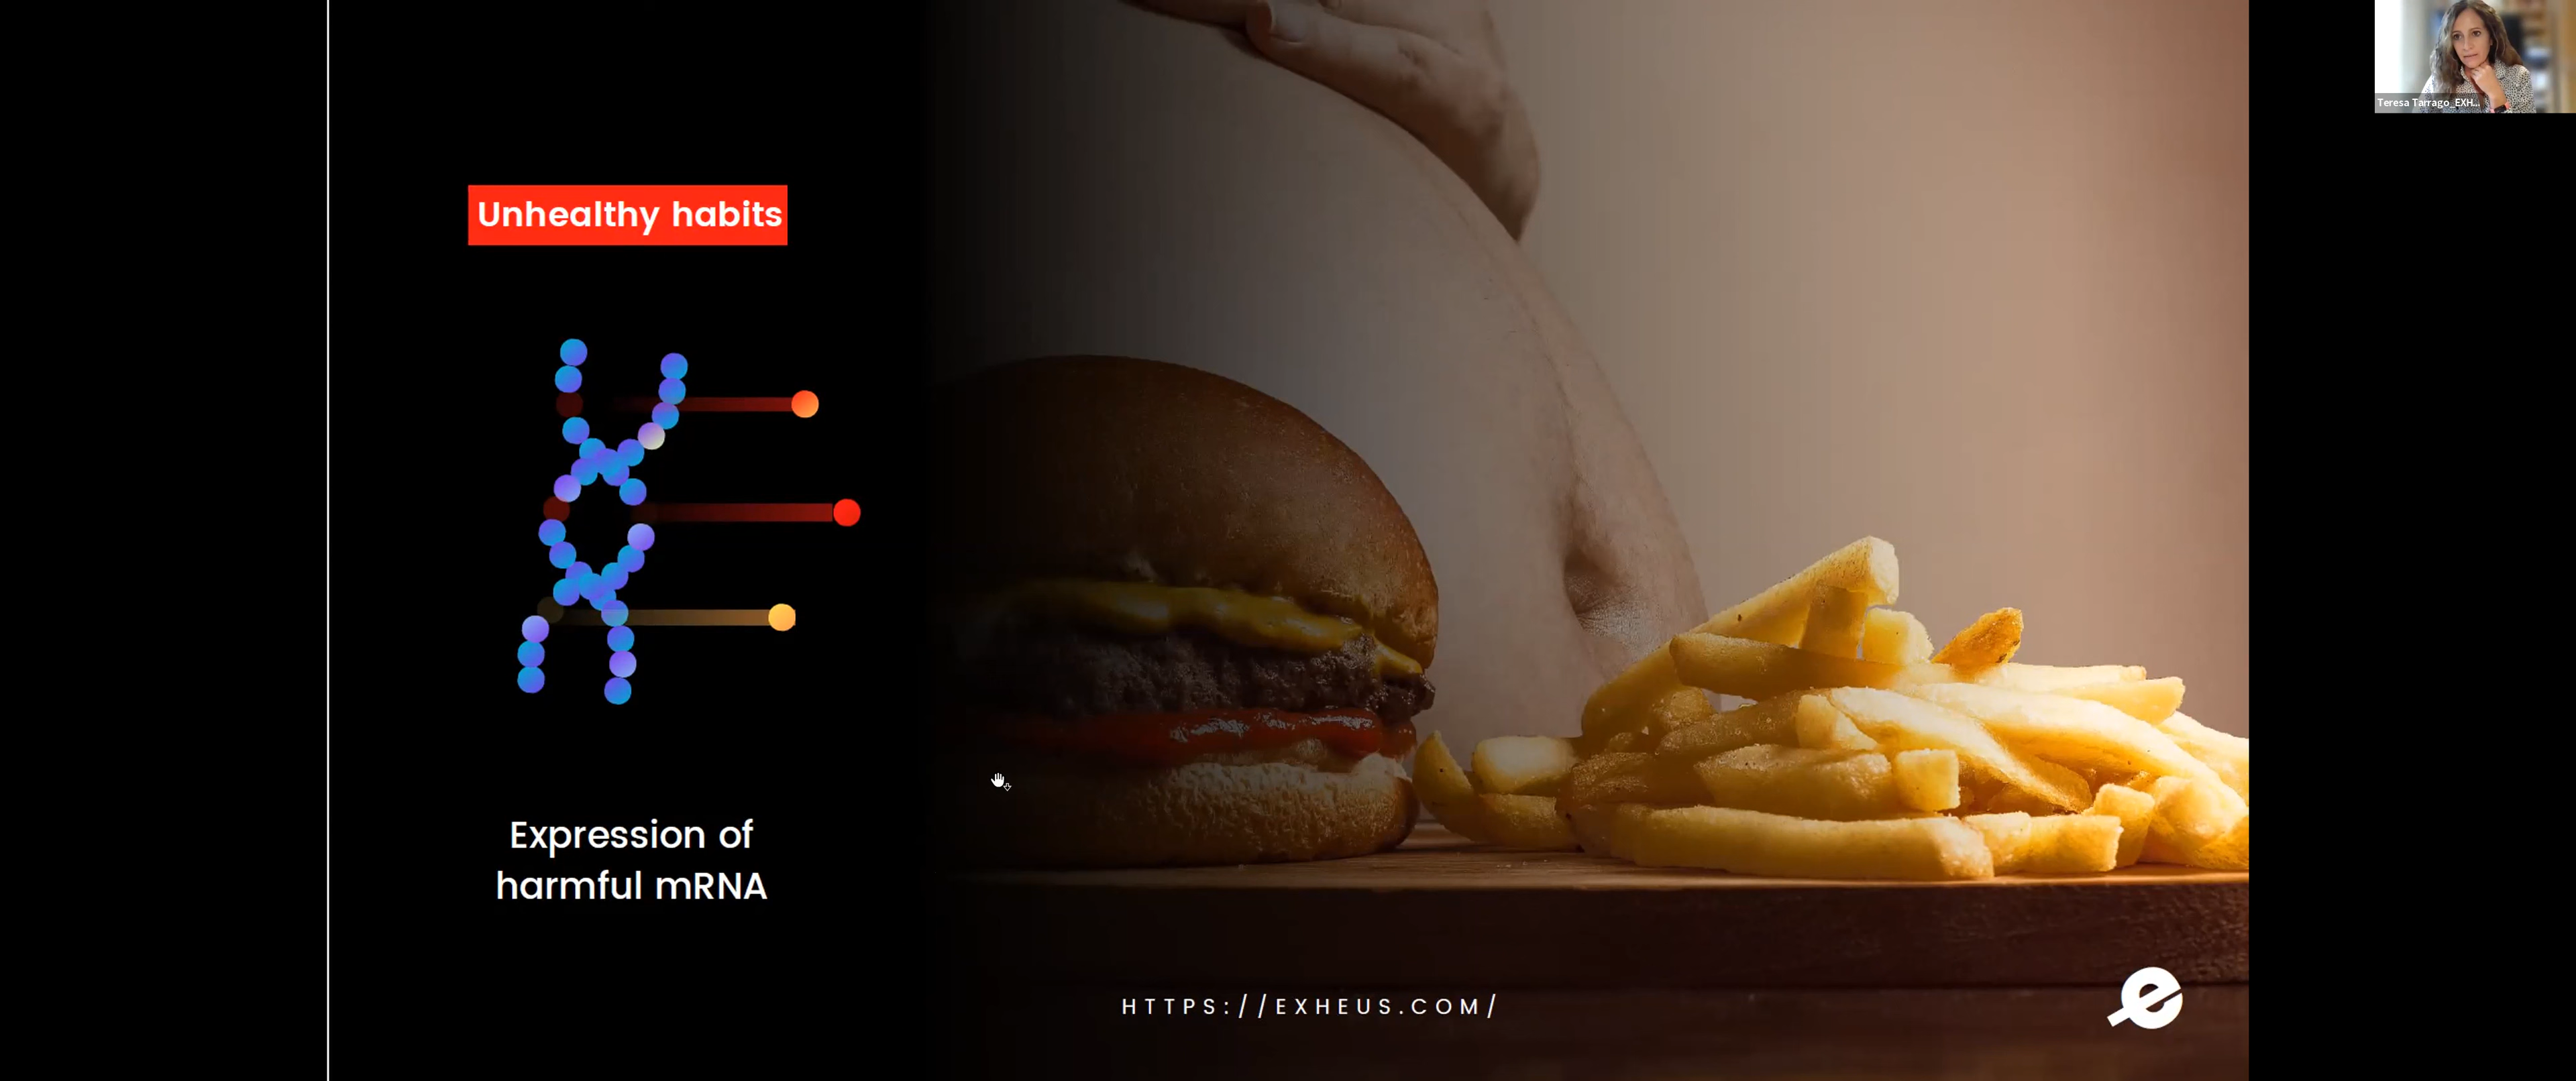 Teresa Tarrago_EXH...
Unhealthy habits
Expression of
harmful mRNA
HTTPS://EXHEUS.COM/